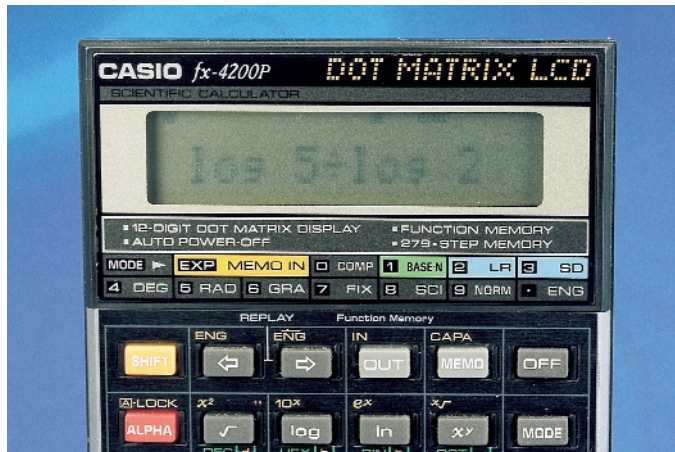 CASIO fx-4200P DOT MATRIX LCD
SCIENTIFIC CALCULATOR
log 5÷log 2
▪12-DIGIT DOT MATRIX DISPLAY ▪FUNCTION MEMORY
▪AUTO POWER-OFF ▪279-STEP MEMORY
MODE ► EXP MEMO IN 0 COMP 1 BASE-N 2 LR 3 SD
4 DEG 5 RAD 6 GRA 7 FIX 8 SCI 9 NORM · ENG
REPLAY Function Memory
ENG ENG IN CAPA
SHIFT ⇦ ⇨ OUT MEMO OFF
A-LOCK x² 10ˣ eˣ ˣ√
ALPHA √ log ln xʸ MODE